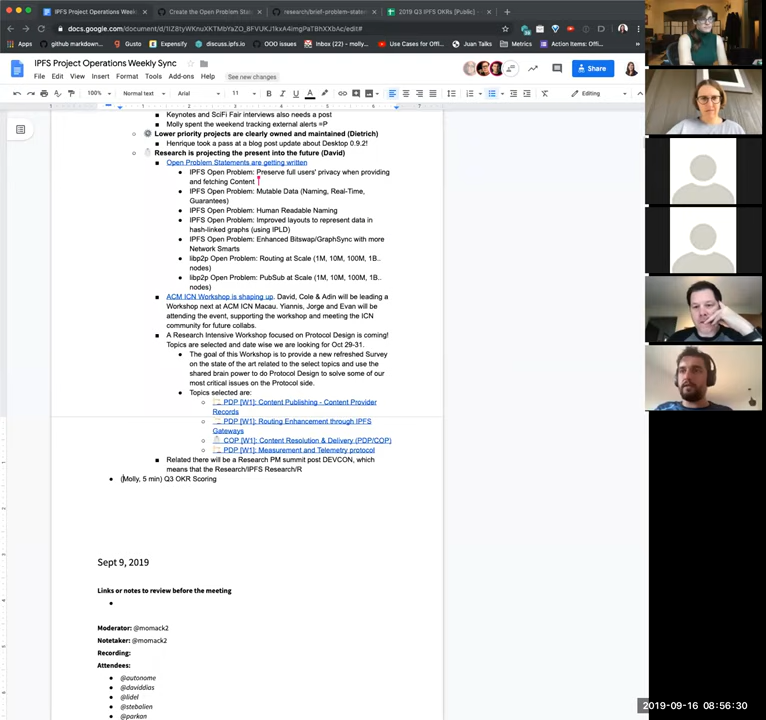 IPFS Project Operations Weekly
Create the Open Problem Stat
research/brief-problem-statem
2019 Q3 IPFS OKRs [Public]
Apps
github markdown...
Gusto
Expensify
discuss.ipfs.io
OOO issues
Inbox (22) - molly...
Use Cases for Offi...
Juan Talks
Metrics
Action Items: Offi...
IPFS Project Operations Weekly Sync
File Edit View Insert Format Tools Add-ons Help
See new changes
Share
100% Normal text Arial 11 B I U A Editing
Keynotes and SciFi Fair interviews also needs a post
Molly spent the weekend tracking external alerts =P
Lower priority projects are clearly owned and maintained (Dietrich)
Henrique took a pass at a blog post update about Desktop 0.9.2!
Research is projecting the present into the future (David)
Open Problem Statements are getting written
IPFS Open Problem: Preserve full users' privacy when providing
and fetching Content
IPFS Open Problem: Mutable Data (Naming, Real-Time,
Guarantees)
IPFS Open Problem: Human Readable Naming
IPFS Open Problem: Improved layouts to represent data in
hash-linked graphs (using IPLD)
IPFS Open Problem: Enhanced Bitswap/GraphSync with more
Network Smarts
libp2p Open Problem: Routing at Scale (1M, 10M, 100M, 1B..
nodes)
libp2p Open Problem: PubSub at Scale (1M, 10M, 100M, 1B..
nodes)
ACM ICN Workshop is shaping up. David, Cole & Adin will be leading a
Workshop next at ACM ICN Macau. Yiannis, Jorge and Evan will be
attending the event, supporting the workshop and meeting the ICN
community for future collabs.
A Research Intensive Workshop focused on Protocol Design is coming!
Topics are selected and date wise we are looking for Oct 29-31.
The goal of this Workshop is to provide a new refreshed Survey
on the state of the art related to the select topics and use the
shared brain power to do Protocol Design to solve some of our
most critical issues on the Protocol side.
Topics selected are:
PDP [W1]: Content Publishing - Content Provider
Records
PDP [W1]: Routing Enhancement through IPFS
Gateways
COP [W1]: Content Resolution & Delivery (PDP/COP)
PDP [W1]: Measurement and Telemetry protocol
Related there will be a Research PM summit post DEVCON, which
means that the Research/IPFS Research/R
(Molly, 5 min) Q3 OKR Scoring
Sept 9, 2019
Links or notes to review before the meeting
Moderator: @momack2
Notetaker: @momack2
Recording:
Attendees:
@autonome
@daviddias
@lidel
@stebalien
@parkan
2019-09-16 08:56:30